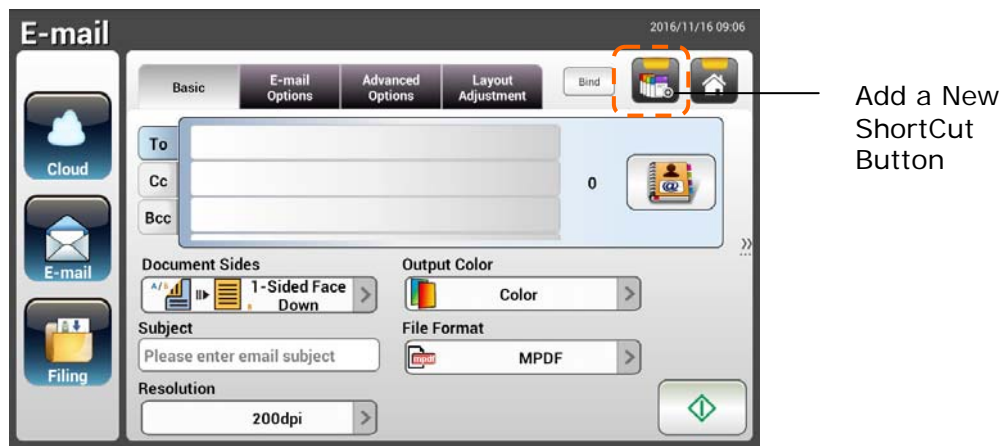 E-mail
2016/11/16 09:06
Basic
E-mail
Options
Advanced
Options
Layout
Adjustment
Bind
Add a New
ShortCut
Button
Cloud
E-mail
Filing
To
Cc
Bcc
0
@
Document Sides
A/B
1-Sided Face
Down
Output Color
Color
Subject
Please enter email subject
File Format
mpdf
MPDF
Resolution
200dpi